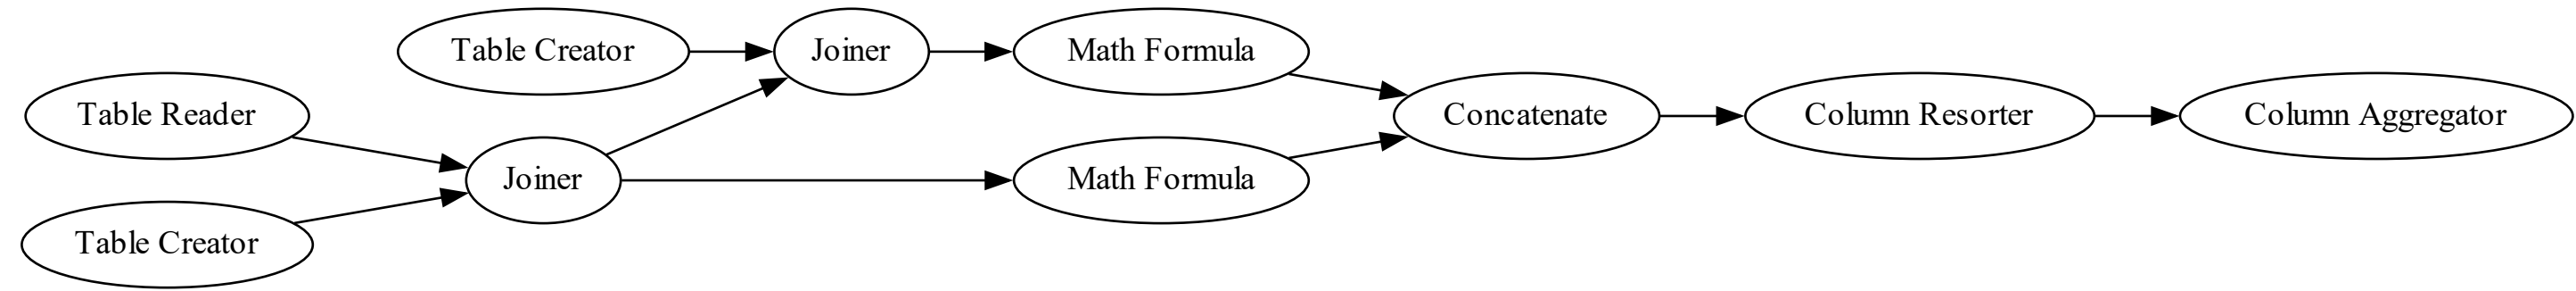 Table Creator
Joiner
Math Formula
Table Reader
Concatenate
Column Resorter
Column Aggregator
Joiner
Math Formula
Table Creator